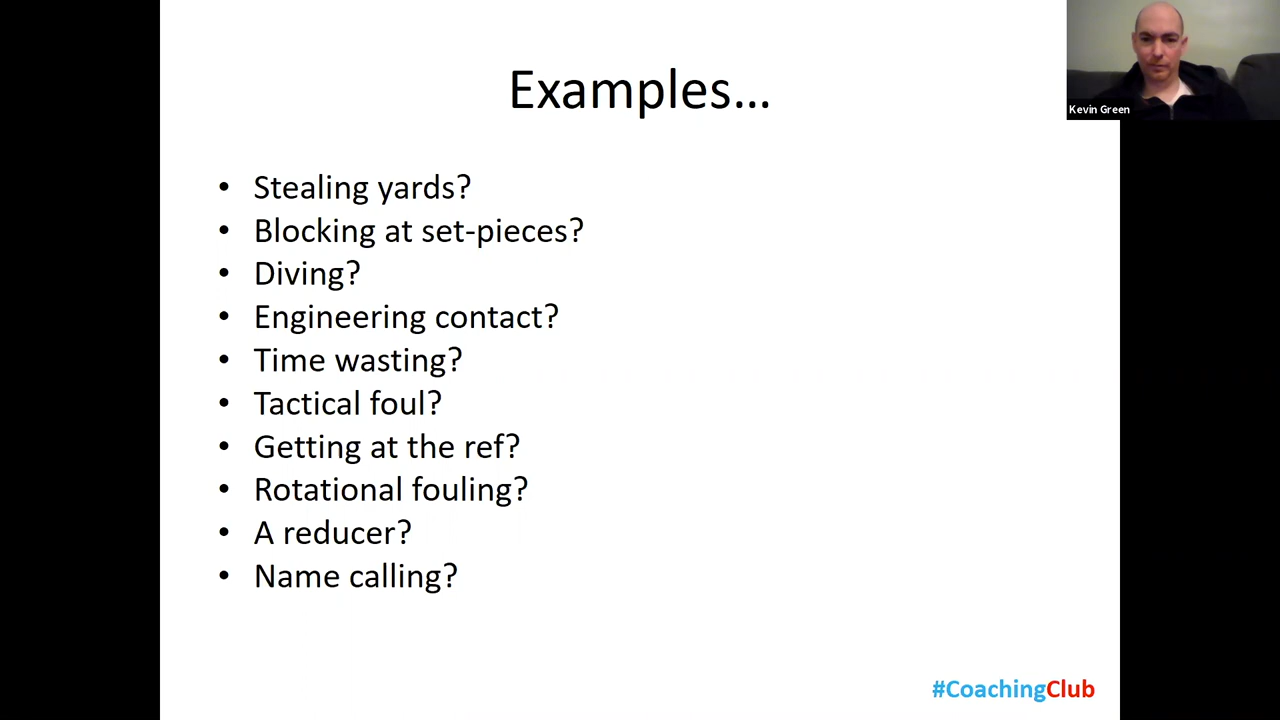 Examples...
Kevin Green
• Stealing yards?
• Blocking at set-pieces?
• Diving?
• Engineering contact?
• Time wasting?
• Tactical foul?
• Getting at the ref?
• Rotational fouling?
• A reducer?
• Name calling?
#CoachingClub